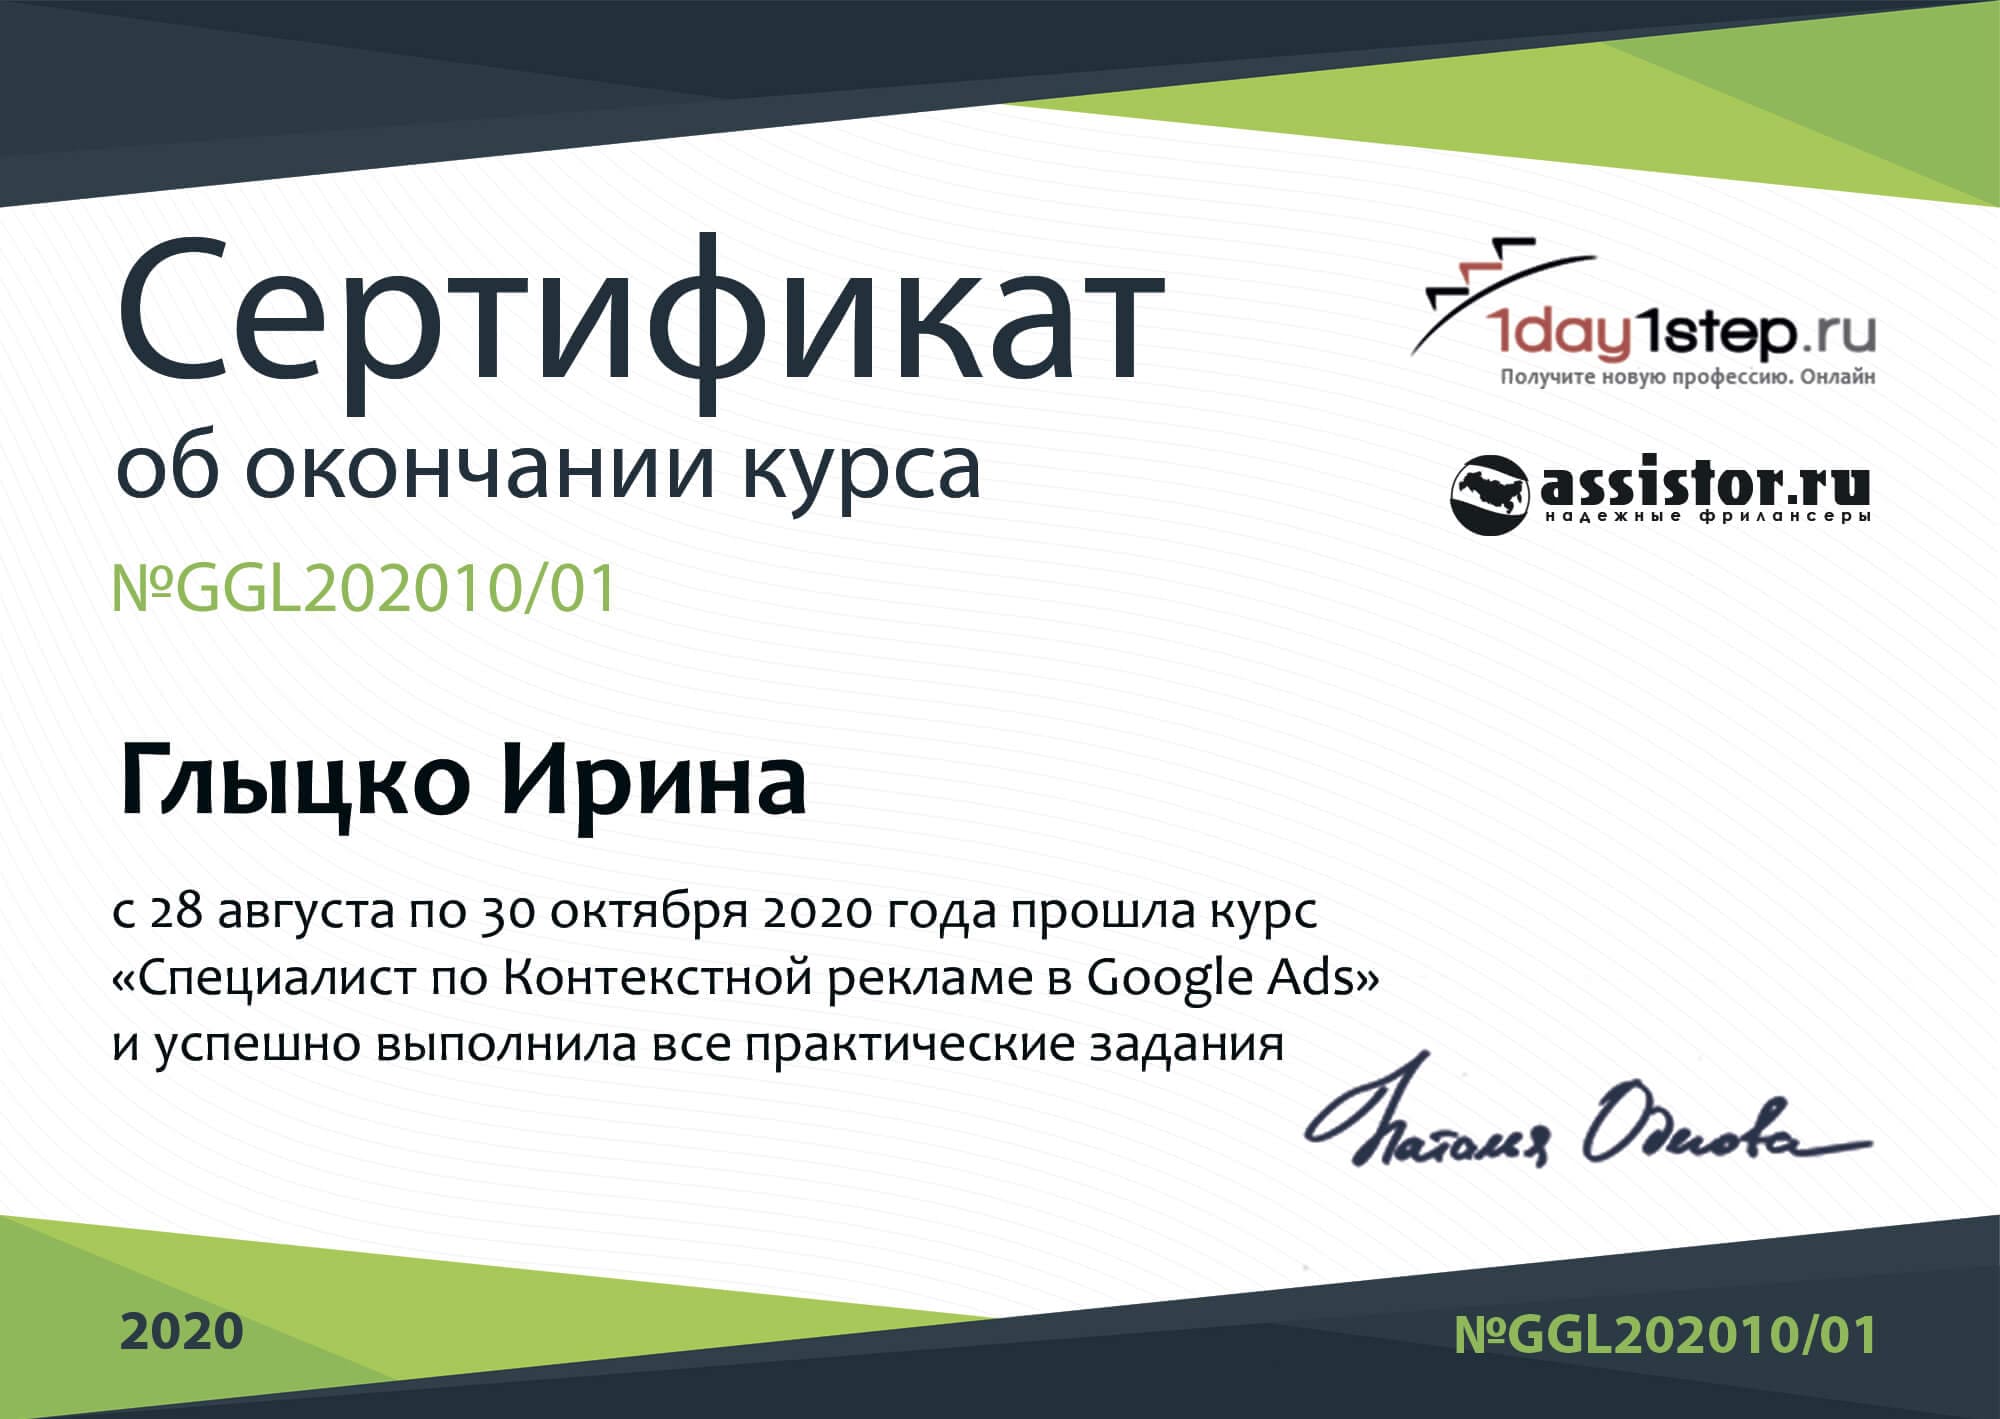 Сертификат
об окончании курса
№GGL202010/01
1day1step.ru
Получите новую профессию. Онлайн
assistor.ru
надежные фрилансеры
Глыцко Ирина
с 28 августа по 30 октября 2020 года прошла курс
«Специалист по Контекстной рекламе в Google Ads»
и успешно выполнила все практические задания
Наталья
2020
№GGL202010/01